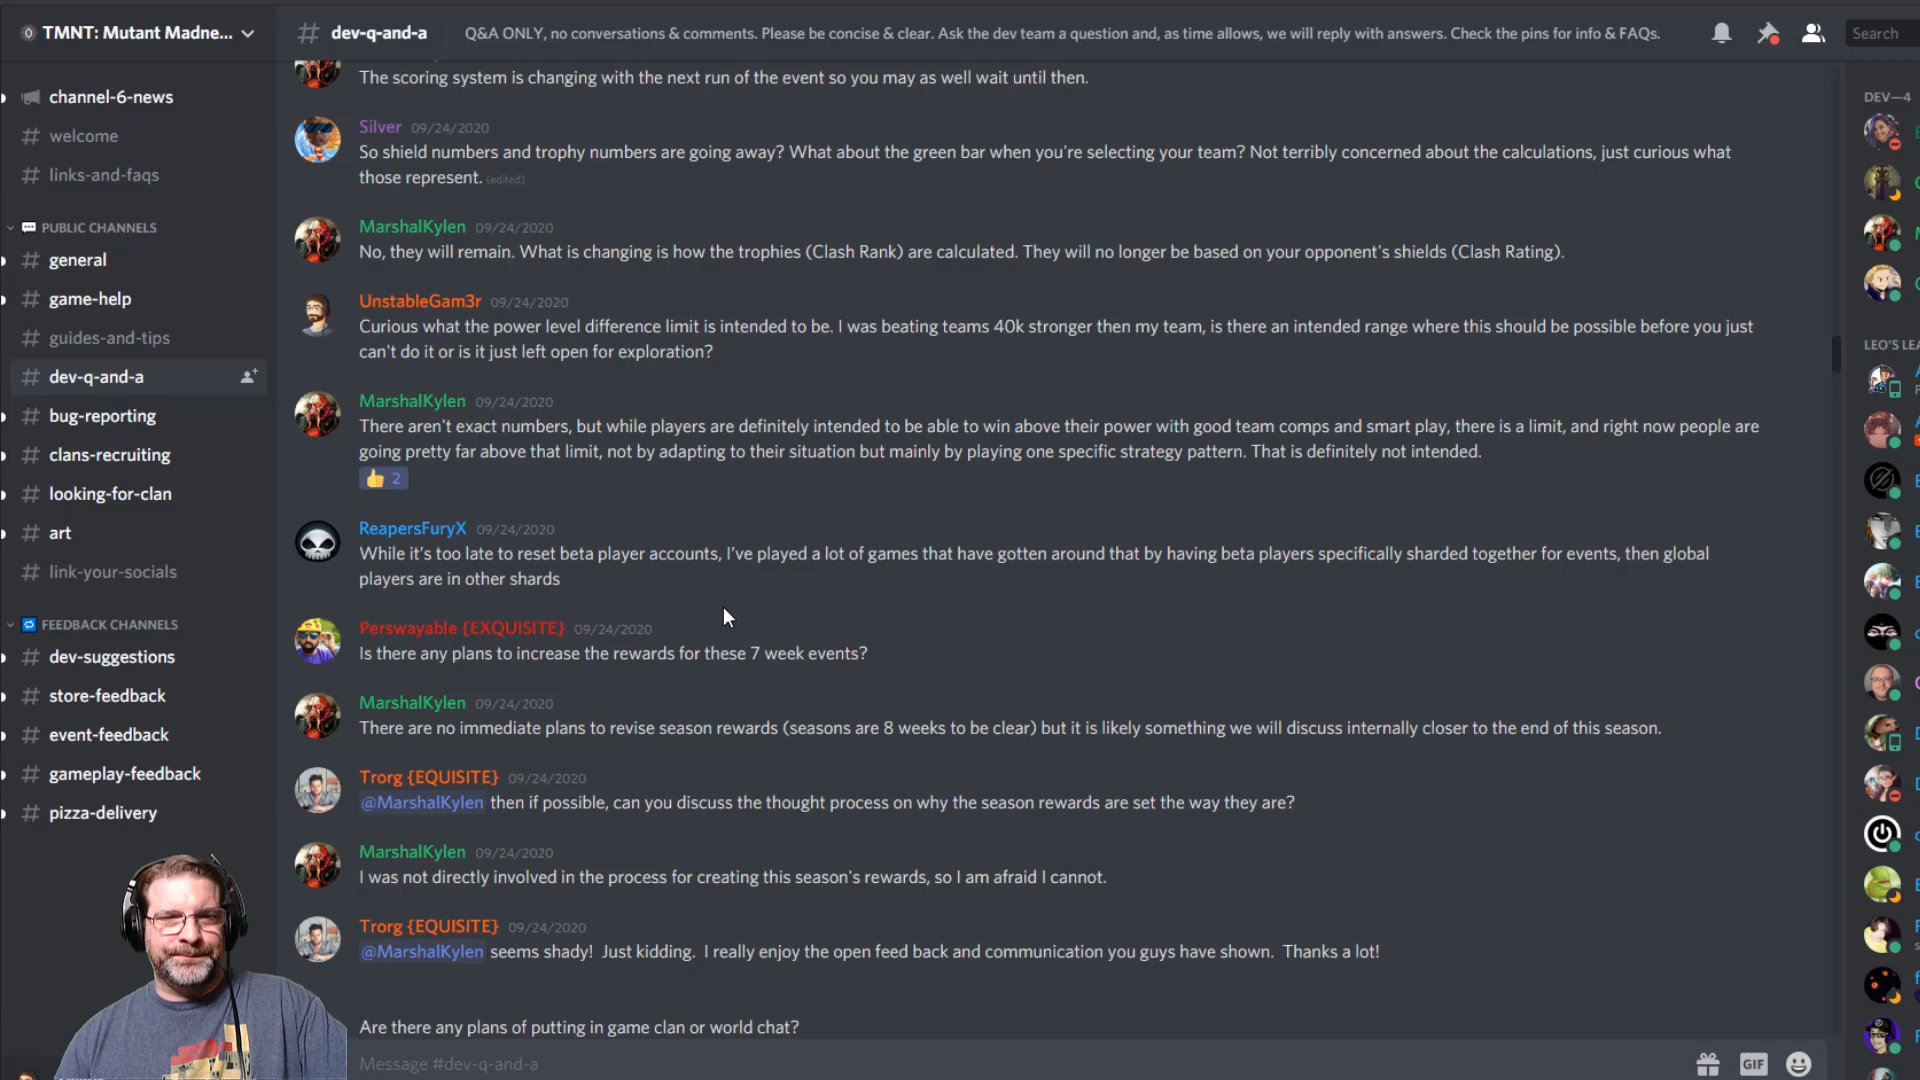 TMNT: Mutant Madne...
# dev-q-and-a
Q&A ONLY, no conversations & comments. Please be concise & clear. Ask the dev team a question and, as time allows, we will reply with answers. Check the pins for info & FAQs.
Search
channel-6-news
# welcome
# links-and-faqs
PUBLIC CHANNELS
# general
# game-help
# guides-and-tips
# dev-q-and-a
# bug-reporting
# clans-recruiting
# looking-for-clan
# art
# link-your-socials
FEEDBACK CHANNELS
# dev-suggestions
# store-feedback
# event-feedback
# gameplay-feedback
# pizza-delivery
The scoring system is changing with the next run of the event so you may as well wait until then.
Silver 09/24/2020
So shield numbers and trophy numbers are going away? What about the green bar when you're selecting your team? Not terribly concerned about the calculations, just curious what
those represent. (edited)
MarshalKylen 09/24/2020
No, they will remain. What is changing is how the trophies (Clash Rank) are calculated. They will no longer be based on your opponent's shields (Clash Rating).
UnstableGam3r 09/24/2020
Curious what the power level difference limit is intended to be. I was beating teams 40k stronger then my team, is there an intended range where this should be possible before you just
can't do it or is it just left open for exploration?
MarshalKylen 09/24/2020
There aren't exact numbers, but while players are definitely intended to be able to win above their power with good team comps and smart play, there is a limit, and right now people are
going pretty far above that limit, not by adapting to their situation but mainly by playing one specific strategy pattern. That is definitely not intended.
👍 2
ReapersFuryX 09/24/2020
While it's too late to reset beta player accounts, I've played a lot of games that have gotten around that by having beta players specifically sharded together for events, then global
players are in other shards
Perswayable {EXQUISITE} 09/24/2020
Is there any plans to increase the rewards for these 7 week events?
MarshalKylen 09/24/2020
There are no immediate plans to revise season rewards (seasons are 8 weeks to be clear) but it is likely something we will discuss internally closer to the end of this season.
Trorg {EQUISITE} 09/24/2020
@MarshalKylen then if possible, can you discuss the thought process on why the season rewards are set the way they are?
MarshalKylen 09/24/2020
I was not directly involved in the process for creating this season's rewards, so I am afraid I cannot.
Trorg {EQUISITE} 09/24/2020
@MarshalKylen seems shady! Just kidding. I really enjoy the open feed back and communication you guys have shown. Thanks a lot!
Are there any plans of putting in game clan or world chat?
Message #dev-q-and-a
GIF
DEV—4
LEO'S LEA